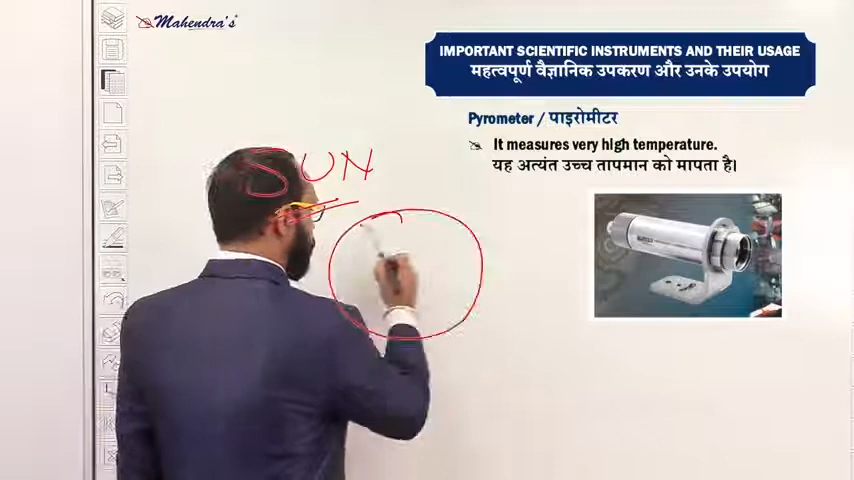 Mahendra's
IMPORTANT SCIENTIFIC INSTRUMENTS AND THEIR USAGE
महत्वपूर्ण वैज्ञानिक उपकरण और उनके उपयोग
Pyrometer / पाइरोमीटर
It measures very high temperature.
यह अत्यंत उच्च तापमान को मापता है।
SUN